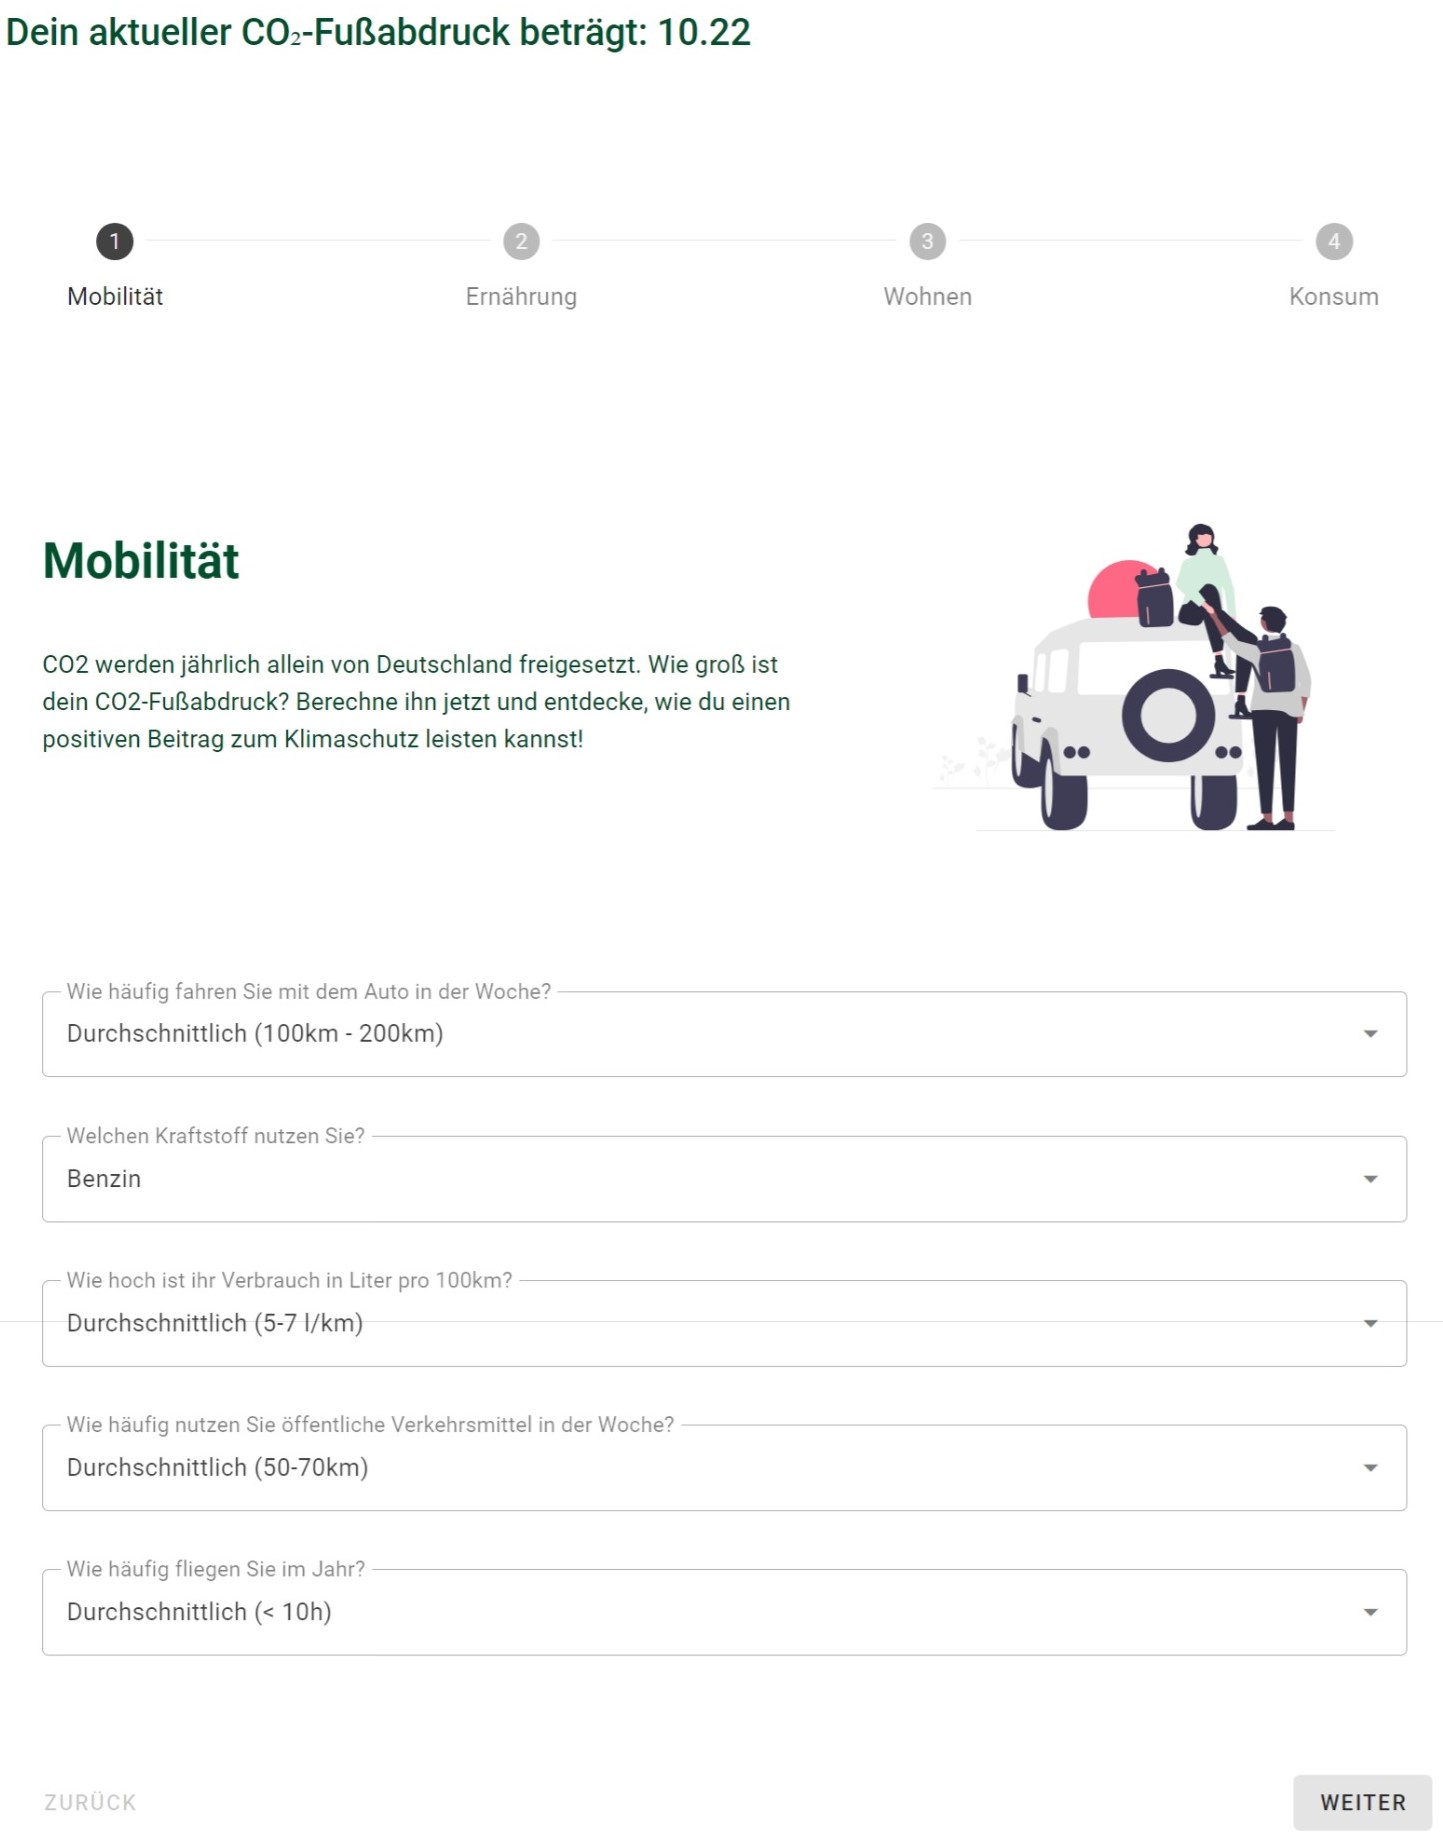 Dein aktueller CO₂-Fußabdruck beträgt: 10.22
1
2
3
4
Mobilität
Ernährung
Wohnen
Konsum
Mobilität
CO2 werden jährlich allein von Deutschland freigesetzt. Wie groß ist
dein CO2-Fußabdruck? Berechne ihn jetzt und entdecke, wie du einen
positiven Beitrag zum Klimaschutz leisten kannst!
Wie häufig fahren Sie mit dem Auto in der Woche?
Durchschnittlich (100km - 200km)
Welchen Kraftstoff nutzen Sie?
Benzin
Wie hoch ist ihr Verbrauch in Liter pro 100km?
Durchschnittlich (5-7 l/km)
Wie häufig nutzen Sie öffentliche Verkehrsmittel in der Woche?
Durchschnittlich (50-70km)
Wie häufig fliegen Sie im Jahr?
Durchschnittlich (< 10h)
ZURÜCK
WEITER